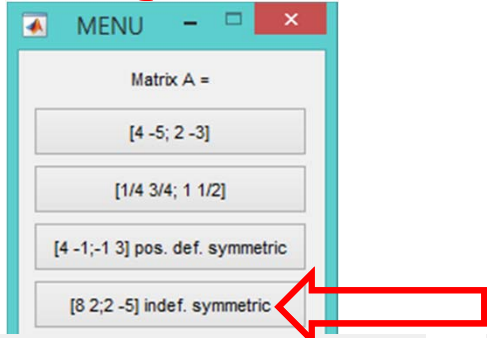 MENU
Matrix A =
[4 -5; 2 -3]
[1/4 3/4; 1 1/2]
[4 -1;-1 3] pos. def. symmetric
[8 2;2 -5] indef. symmetric